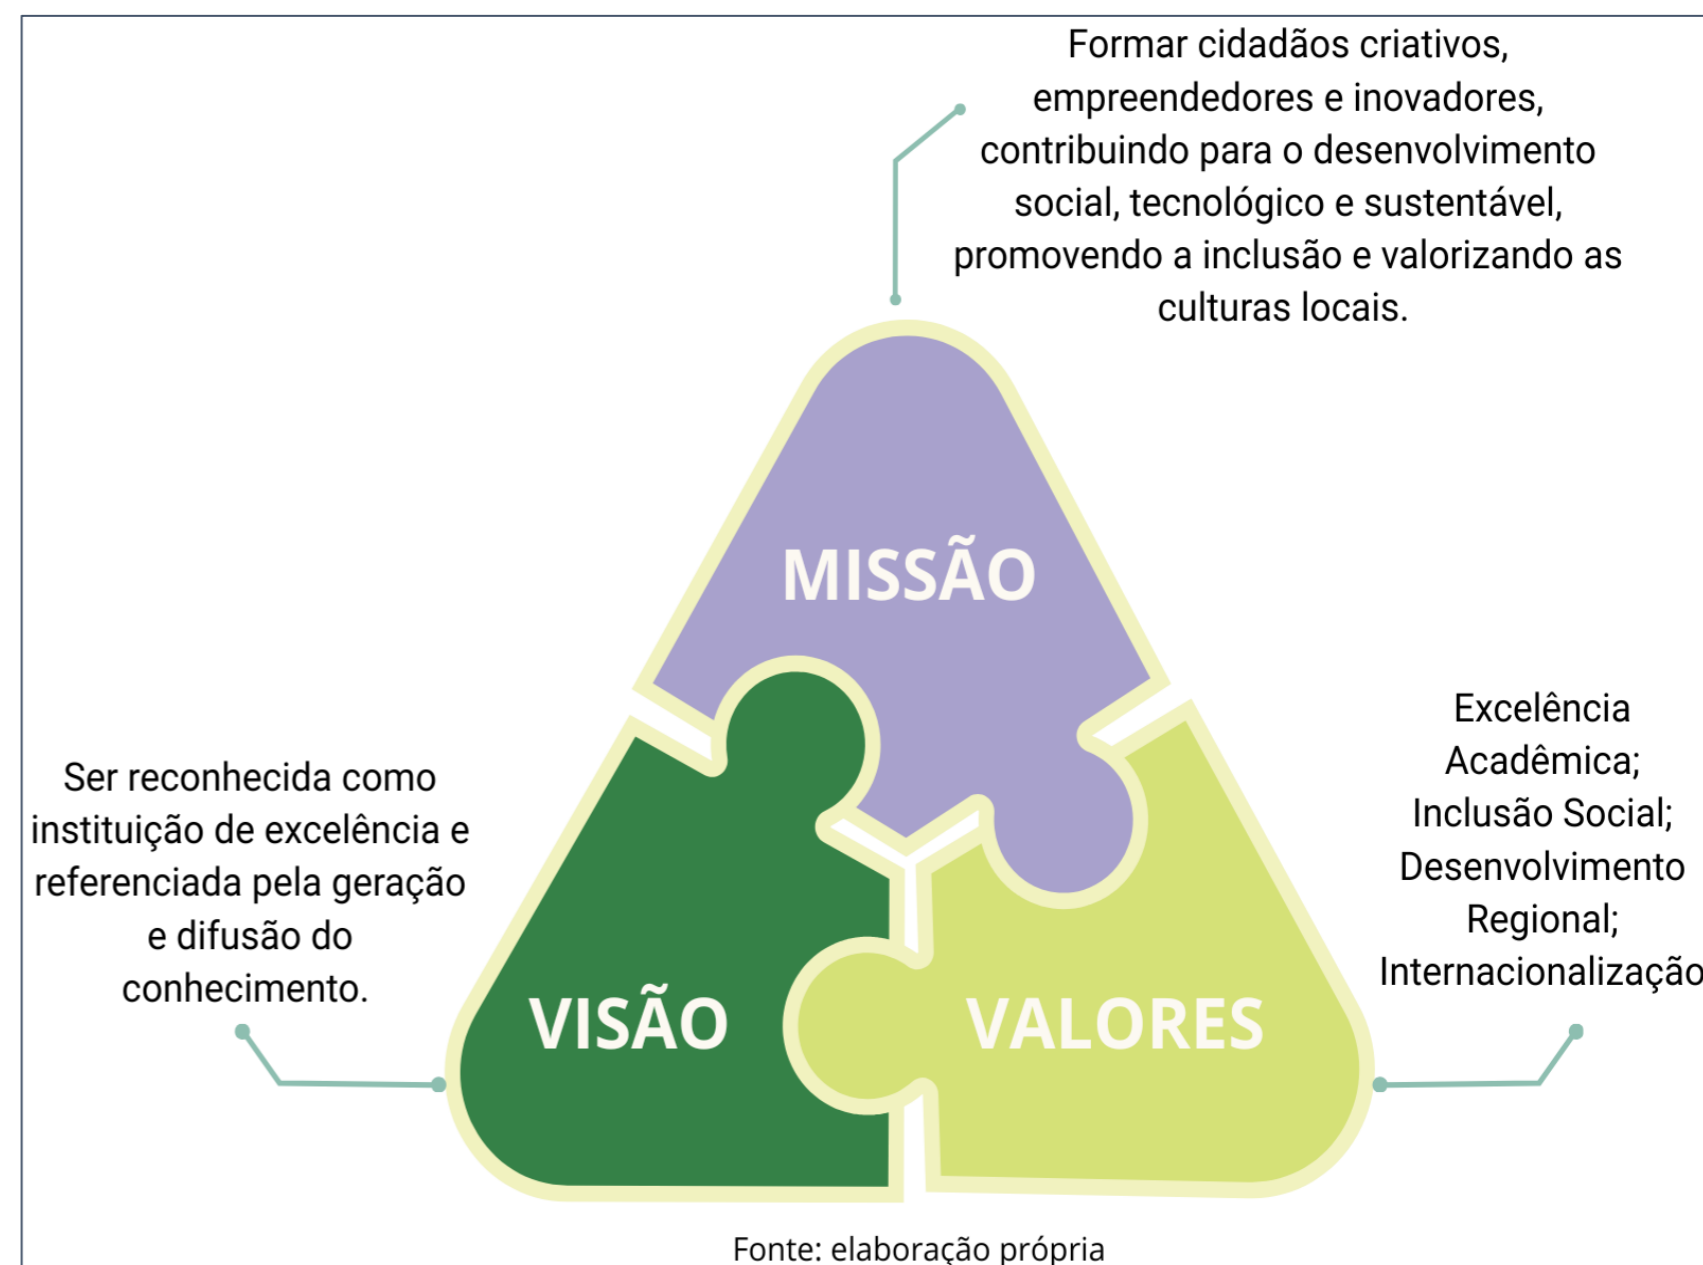 Formar cidadãos criativos,
empreendedores e inovadores,
contribuindo para o desenvolvimento
social, tecnológico e sustentável,
promovendo a inclusão e valorizando as
culturas locais.
MISSÃO
Ser reconhecida como
instituição de excelência e
referenciada pela geração
e difusão do
conhecimento.
Excelência
Acadêmica;
Inclusão Social;
Desenvolvimento
Regional;
Internacionalização
VISÃO
VALORES
Fonte: elaboração própria